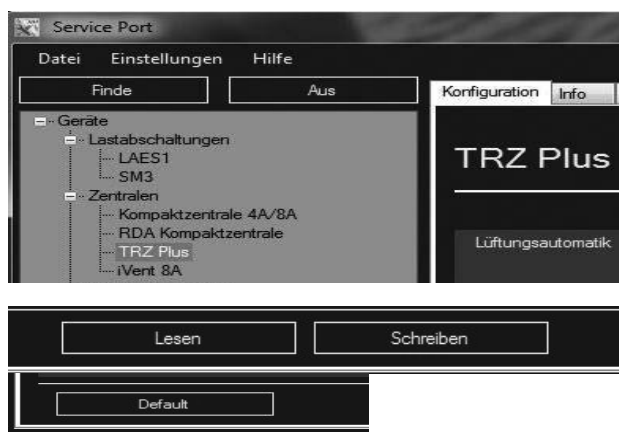 Service Port
Datei Einstellungen Hilfe
Finde Aus
Konfiguration Info
Geräte
Lastabschaltungen
LAES1
SM3
Zentralen
Kompaktzentrale 4A/8A
RDA Kompaktzentrale
TRZ Plus
iVent 8A
TRZ Plus
Lüftungsautomatik
Lesen Schreiben
Default